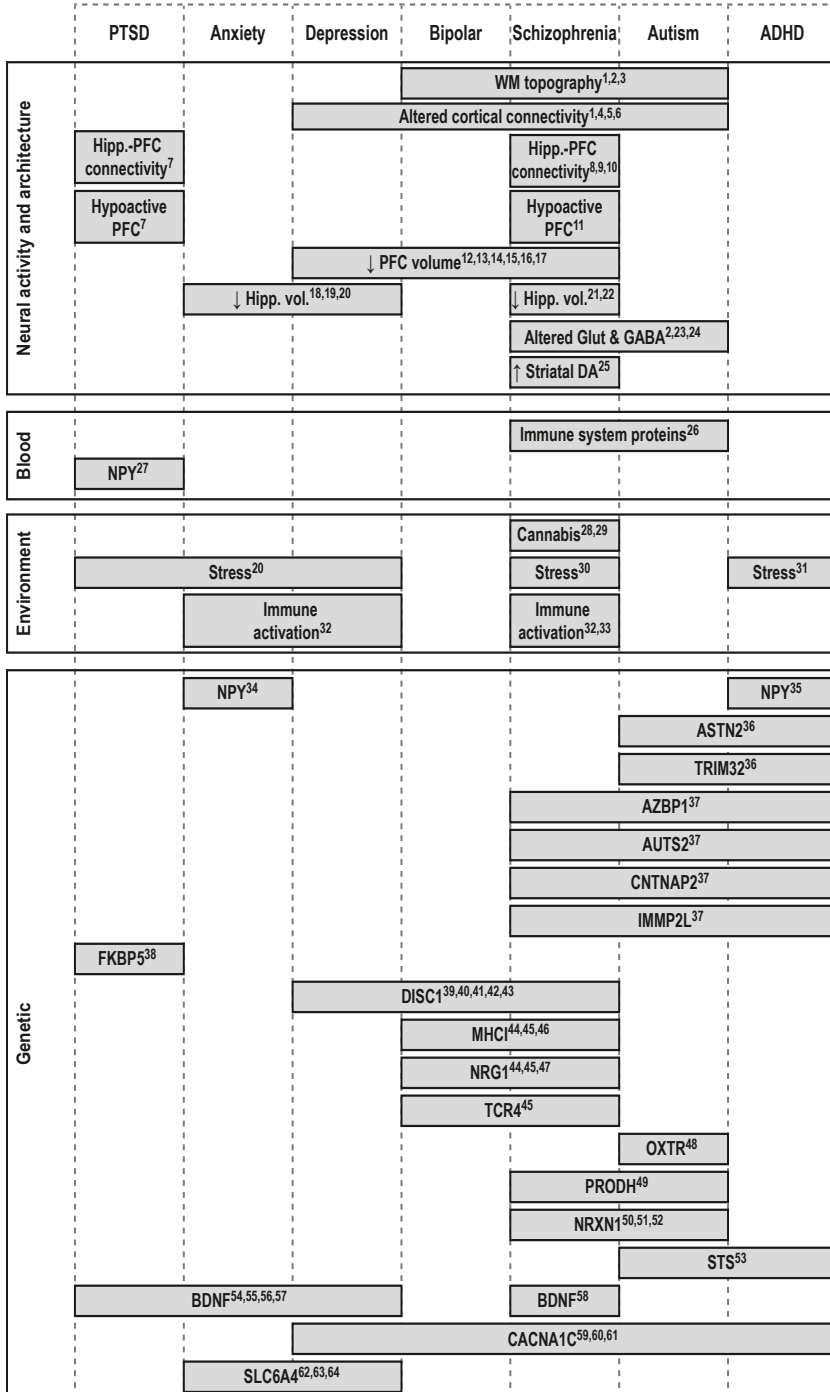 PTSD Anxiety Depression Bipolar Schizophrenia Autism ADHD
Neural activity and architecture
WM topography1,2,3
Altered cortical connectivity1,4,5,6
Hipp.-PFC
connectivity7
Hipp.-PFC
connectivity8,9,10
Hypoactive
PFC7
Hypoactive
PFC11
↓ PFC volume12,13,14,15,16,17
↓ Hipp. vol.18,19,20
↓ Hipp. vol.21,22
Altered Glut & GABA2,23,24
↑ Striatal DA25
Blood
Immune system proteins26
NPY27
Environment
Cannabis28,29
Stress20
Stress30
Stress31
Immune
activation32
Immune
activation32,33
Genetic
NPY34
NPY35
ASTN236
TRIM3236
AZBP137
AUTS237
CNTNAP237
IMMP2L37
FKBP538
DISC139,40,41,42,43
MHCI44,45,46
NRG144,45,47
TCR445
OXTR48
PRODH49
NRXN150,51,52
STS53
BDNF54,55,56,57
BDNF58
CACNA1C59,60,61
SLC6A462,63,64